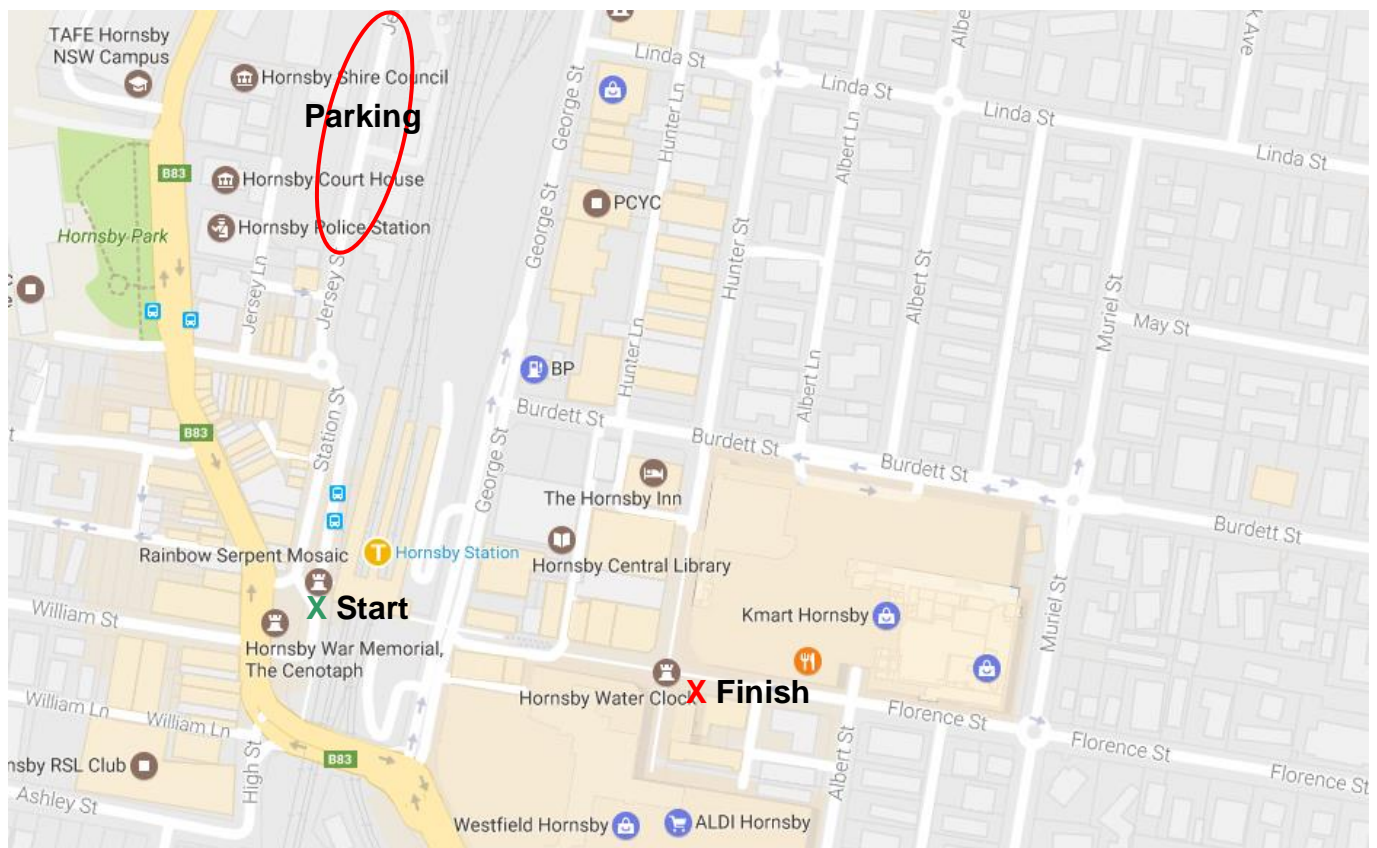 TAFE Hornsby
NSW Campus
Hornsby Shire Council
Parking
B83
Hornsby Court House
Hornsby Police Station
Hornsby Park
Jersey Ln
Jersey St
George St
George St
George St
Linda St
Linda St
Linda St
Linda St
Hunter Ln
Hunter Ln
Hunter St
Albert Ln
Albert Ln
Albert St
Muriel St
May St
PCYC
BP
Burdett St
Burdett St
Burdett St
Burdett St
B83
Station St
The Hornsby Inn
Hornsby Central Library
Rainbow Serpent Mosaic
T
Hornsby Station
X Start
William St
Hornsby War Memorial,
The Cenotaph
Kmart Hornsby
Hornsby Water Clock
X Finish
Muriel St
Florence St
Florence St
Florence St
William Ln
William Ln
B83
High St
RSL Club
Ashley St
Albert St
Westfield Hornsby
ALDI Hornsby